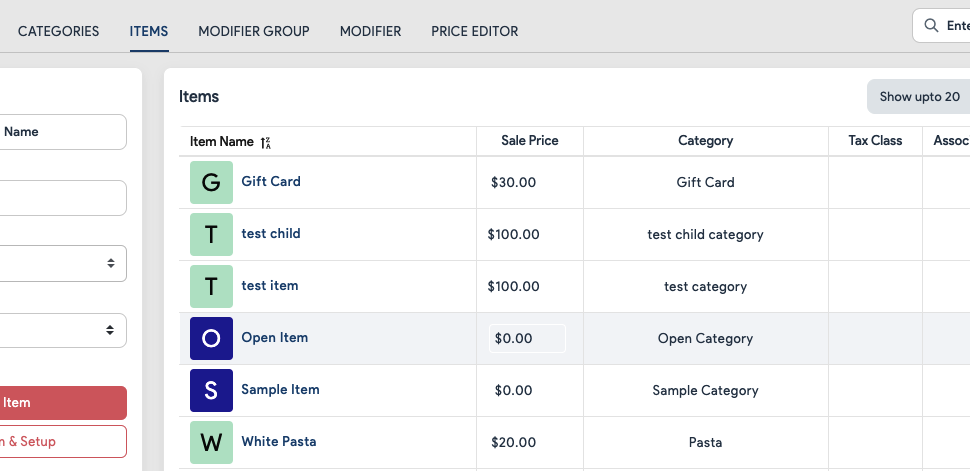 CATEGORIES ITEMS MODIFIER GROUP MODIFIER PRICE EDITOR
Items
Show upto 20
Name
Item Name Sale Price Category Tax Class
G Gift Card $30.00 Gift Card
T test child $100.00 test child category
T test item $100.00 test category
O Open Item $0.00 Open Category
S Sample Item $0.00 Sample Category
Item
W White Pasta $20.00 Pasta
& Setup